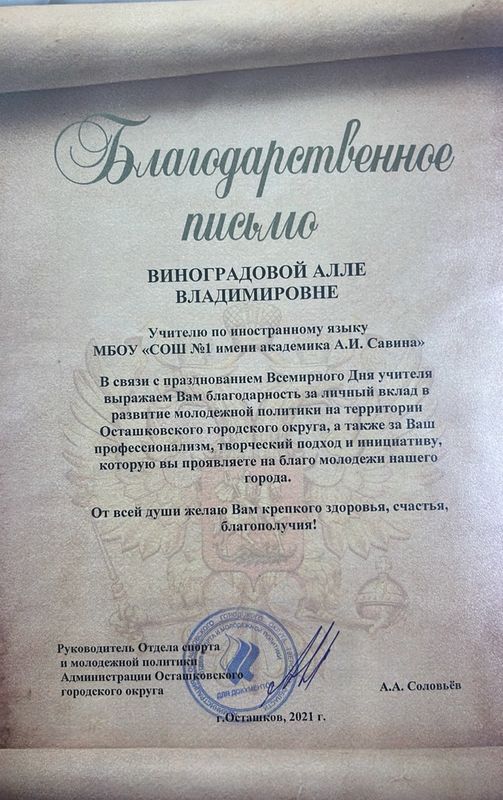 Благодарственное
письмо
ВИНОГРАДОВОЙ АЛЛЕ
ВЛАДИМИРОВНЕ
Учителю по иностранному языку
МБОУ «СОШ №1 имени академика А.И. Савина»
В связи с празднованием Всемирного Дня учителя
выражаем Вам благодарность за личный вклад в
развитие молодежной политики на территории
Осташковского городского округа, а также за Ваш
профессионализм, творческий подход и инициативу,
которую вы проявляете на благо молодежи нашего
города.
От всей души желаю Вам крепкого здоровья, счастья,
благополучия!
Руководитель Отдела спорта
и молодежной политики
Администрации Осташковского
городского округа
А.А. Соловьёв
ДЛЯ ДОКУМЕНТОВ
г.Осташков, 2021 г.